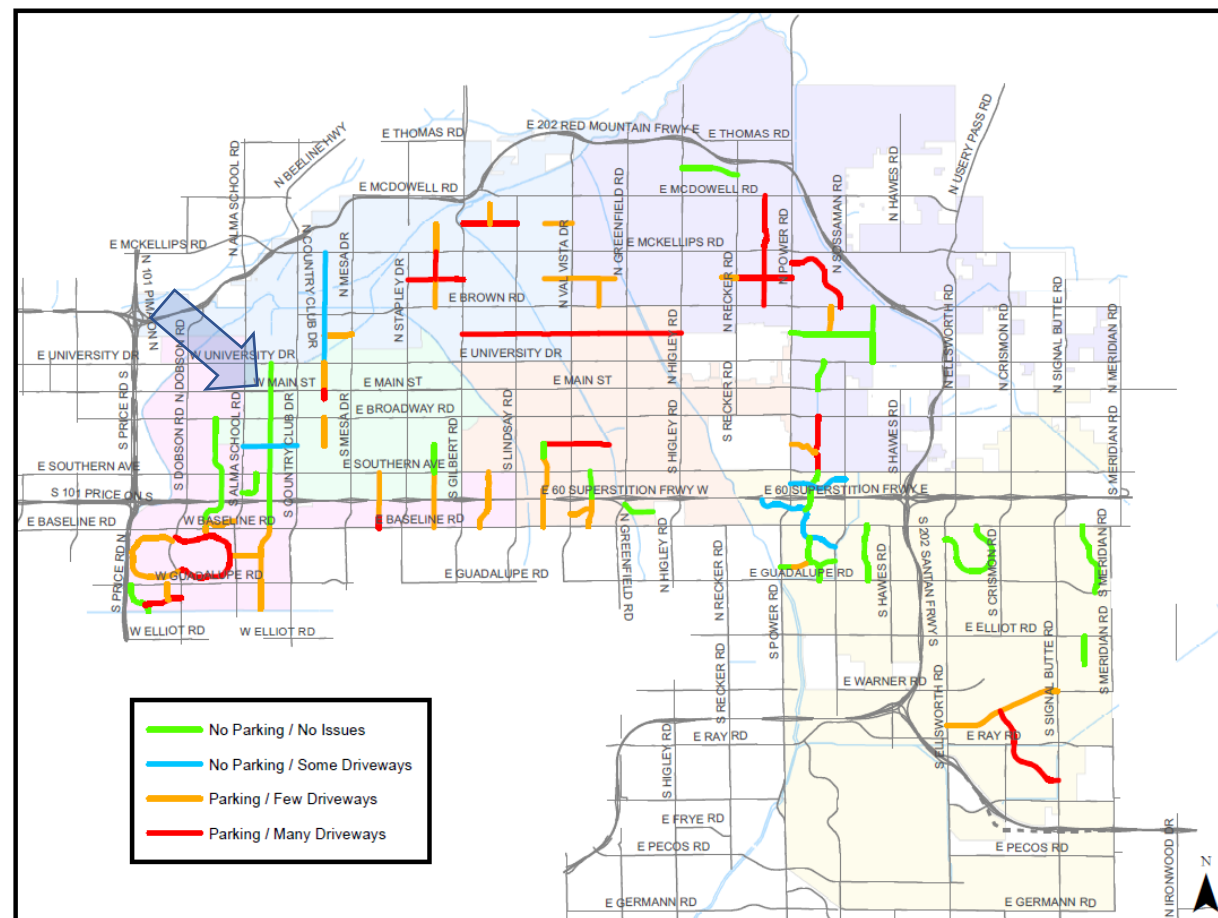 E THOMAS RD
E 202 RED MOUNTAIN FRWY E
E THOMAS RD
N USERY PASS RD
N BEELINE HWY
N ALMA SCHOOL RD
E MCDOWELL RD
E MCDOWELL RD
N HAWES RD
N GREENFIELD RD
E MCKELLIPS RD
N COUNTRY CLUB DR
N MESA DR
N VAL VISTA DR
E MCKELLIPS RD
N POWER RD
N SOSSAMAN RD
N STAPLEY DR
E BROWN RD
N RECKER RD
N DOBSON RD
N HIGLEY RD
N ELLSWORTH RD
N CRISMON RD
N SIGNAL BUTTE RD
N MERIDIAN RD
E UNIVERSITY DR
W UNIVERSITY DR
E UNIVERSITY DR
W MAIN ST
E MAIN ST
E MAIN ST
S PRICE RD S
S DOBSON RD
S ALMA SCHOOL RD
S COUNTRY CLUB DR
S MESA DR
E BROADWAY RD
S GILBERT RD
S LINDSAY RD
S HIGLEY RD
S RECKER RD
S HAWES RD
S MERIDIAN RD
E SOUTHERN AVE
E SOUTHERN AVE
S 101 PRICE ON S
E 60 SUPERSTITION FRWY W
E 60 SUPERSTITION FRWY E
E BASELINE RD
W BASELINE RD
E BASELINE RD
N GREENFIELD RD
N HIGLEY RD
N RECKER RD
S PRICE RD N
W GUADALUPE RD
E GUADALUPE RD
E GUADALUPE RD
S HAWES RD
S 202 SANTAN FRWY S
S CRISMON RD
S MERIDIAN RD
W ELLIOT RD
W ELLIOT RD
S POWER RD
E ELLIOT RD
S RECKER RD
E WARNER RD
S ELLSWORTH RD
S SIGNAL BUTTE RD
S MERIDIAN RD
No Parking / No Issues
No Parking / Some Driveways
Parking / Few Driveways
Parking / Many Driveways
S HIGLEY RD
E RAY RD
E RAY RD
E FRYE RD
E PECOS RD
E PECOS RD
N IRONWOOD DR
E GERMANN RD
E GERMANN RD
N